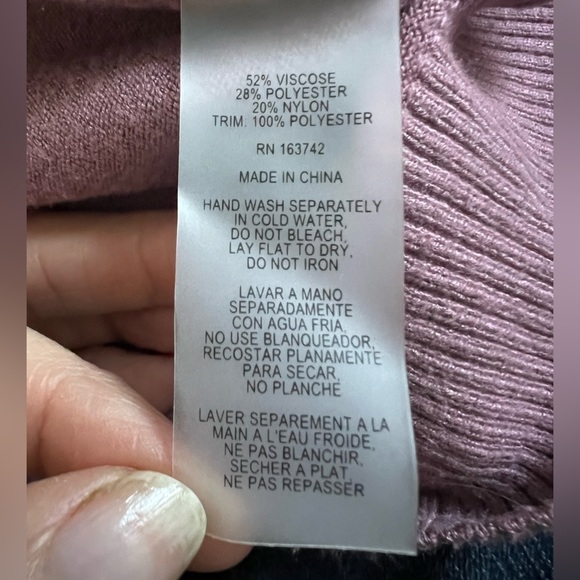 52% VISCOSE
28% POLYESTER
20% NYLON
TRIM. 100% POLYESTER
RN 163742
MADE IN CHINA
HAND WASH SEPARATELY
IN COLD WATER,
DO NOT BLEACH,
LAY FLAT TO DRY,
DO NOT IRON
LAVAR A MANO
SEPARADAMENTE
CON AGUA FRIA.
NO USE BLANQUEADOR,
RECOSTAR PLANAMENTE
PARA SECAR,
NO PLANCHE
LAVER SEPAREMENT A LA
MAIN A L'EAU FROIDE,
NE PAS BLANCHIR,
SECHER A PLAT
NE PAS REPASSER